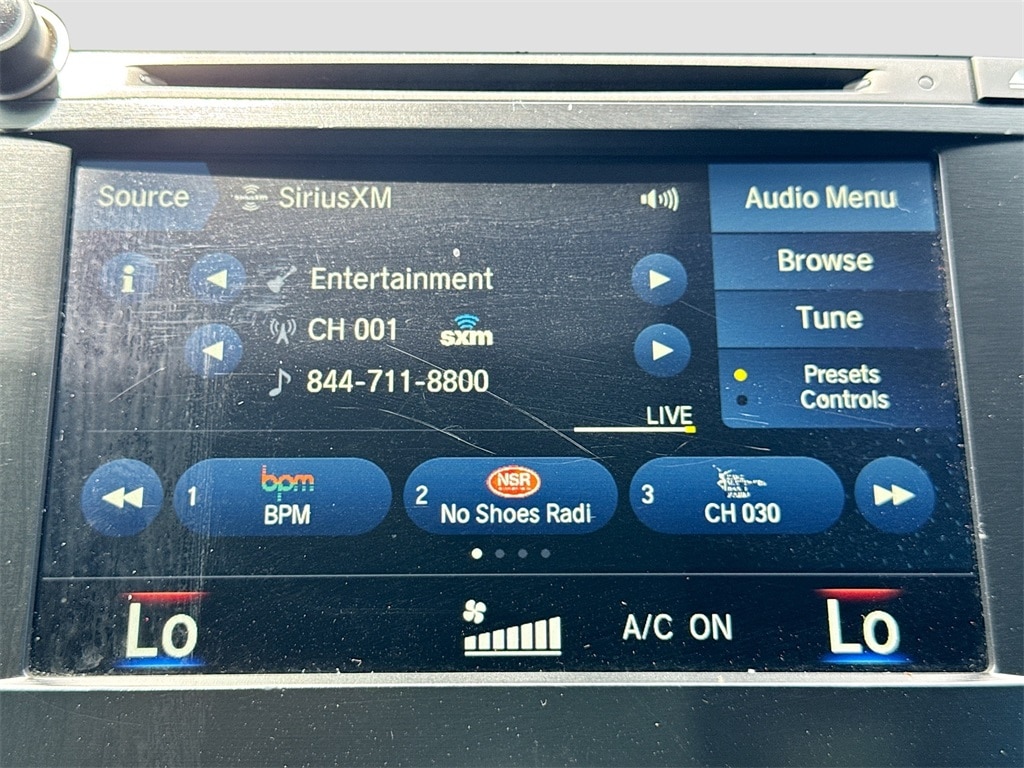 Source
SiriusXM
Audio Menu
i
Entertainment
Browse
CH 001
sxm
Tune
844-711-8800
Presets
Controls
LIVE
1
bpm
BPM
2
NSR
No Shoes Radi
3
CH 030
Lo
A/C ON
Lo